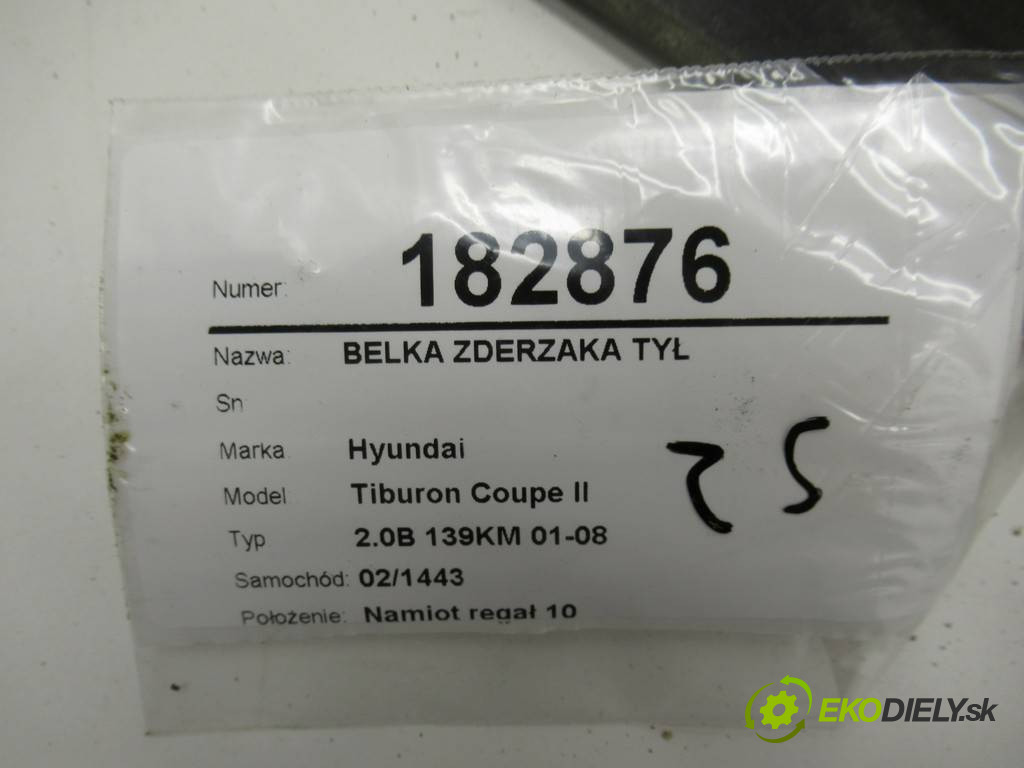 Numer: 182876
Nazwa: BELKA ZDERZAKA TYŁ
Sn
Marka Hyundai
Model Tiburon Coupe II
Typ 2.0B 139KM 01-08
Samochód: 02/1443
Położenie: Namiot regał 10
EKODIELY.sk